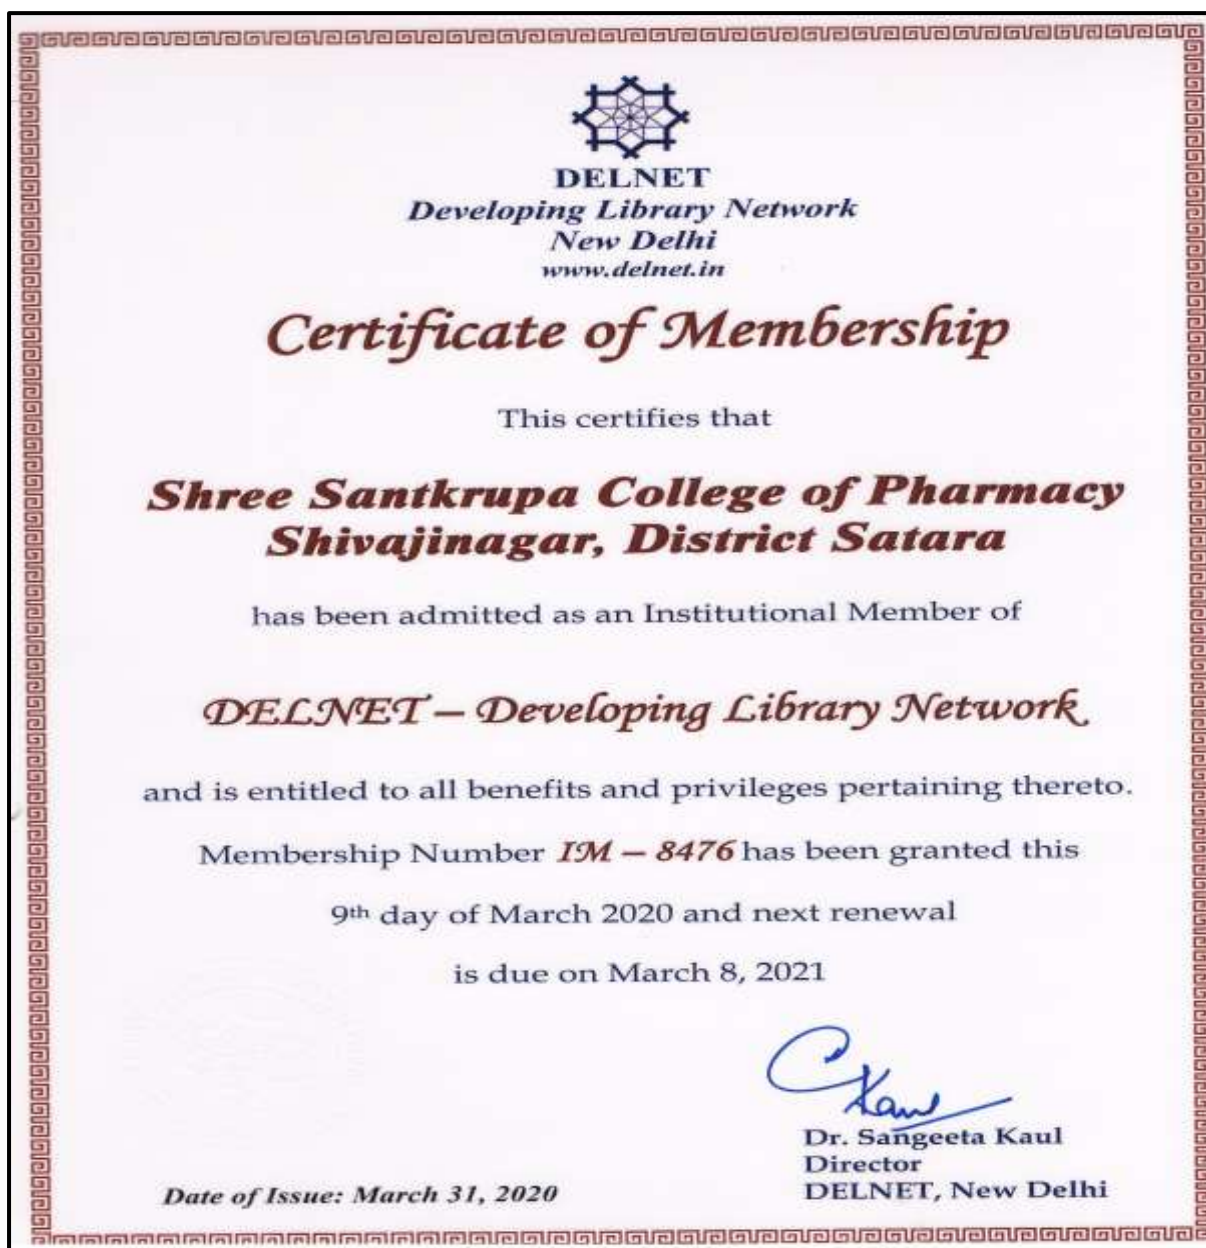 DELNET
Developing Library Network
New Delhi
www.delnet.in
Certificate of Membership
This certifies that
Shree Santkrupa College of Pharmacy
Shivajinagar, District Satara
has been admitted as an Institutional Member of
DELNET – Developing Library Network
and is entitled to all benefits and privileges pertaining thereto.
Membership Number IM – 8476 has been granted this
9th day of March 2020 and next renewal
is due on March 8, 2021
Kaul
Dr. Sangeeta Kaul
Director
DELNET, New Delhi
Date of Issue: March 31, 2020